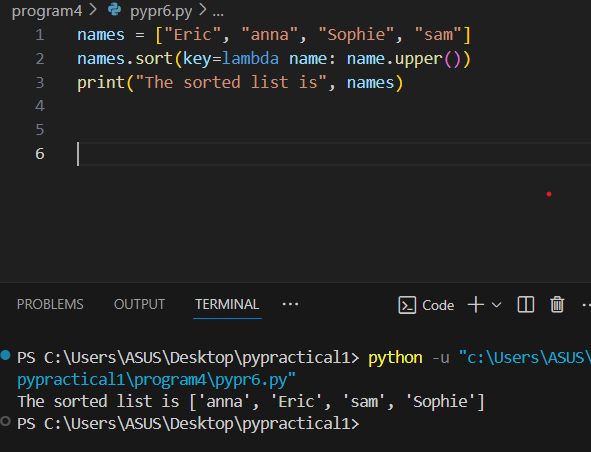 program4 > pypr6.py > ...
1 names = ["Eric", "anna", "Sophie", "sam"]
2 names.sort(key=lambda name: name.upper())
3 print("The sorted list is", names)
4
5
6
PROBLEMS OUTPUT TERMINAL ... Code
PS C:\Users\ASUS\Desktop\pypractical1> python -u "c:\Users\ASUS\
pypractical1\program4\pypr6.py"
The sorted list is ['anna', 'Eric', 'sam', 'Sophie']
PS C:\Users\ASUS\Desktop\pypractical1>